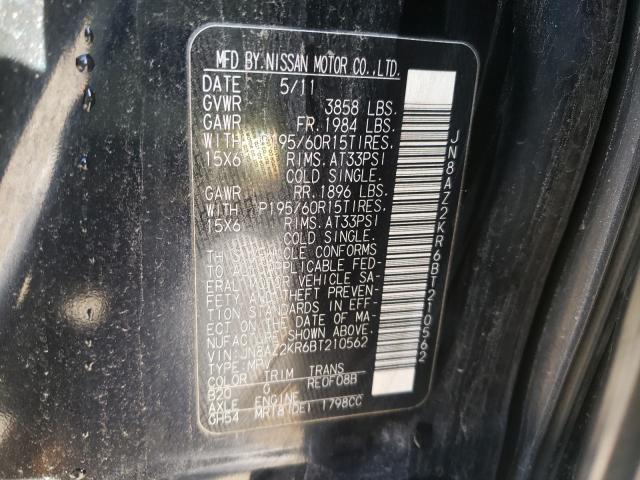 MFD BY.NISSAN MOTOR CO.,LTD.
DATE 5/11
GVWR 3858 LBS.
GAWR FR.1984 LBS.
WITH P195/60R15TIRES.
15X6 RIMS.AT33PSI
COLD SINGLE.
GAWR RR.1896 LBS.
WITH P195/60R15TIRES.
15X6 RIMS.AT33PSI
COLD SINGLE.
VEHICLE CONFORMS
TO APPLICABLE FED-
ERAL MOTOR VEHICLE SA-
FETY AND THEFT PREVEN-
TION STANDARDS IN EFF-
ECT ON THE DATE OF MA-
NUFACTURE SHOWN ABOVE.
VIN: JN8AZ2KR6BT210562
TYPE:MPV
COLOR TRIM TRANS
B20 G RE0F08B
AXLE ENGINE
GH54 MR18(DE) 1798CC
JN8AZ2KR6BT210562